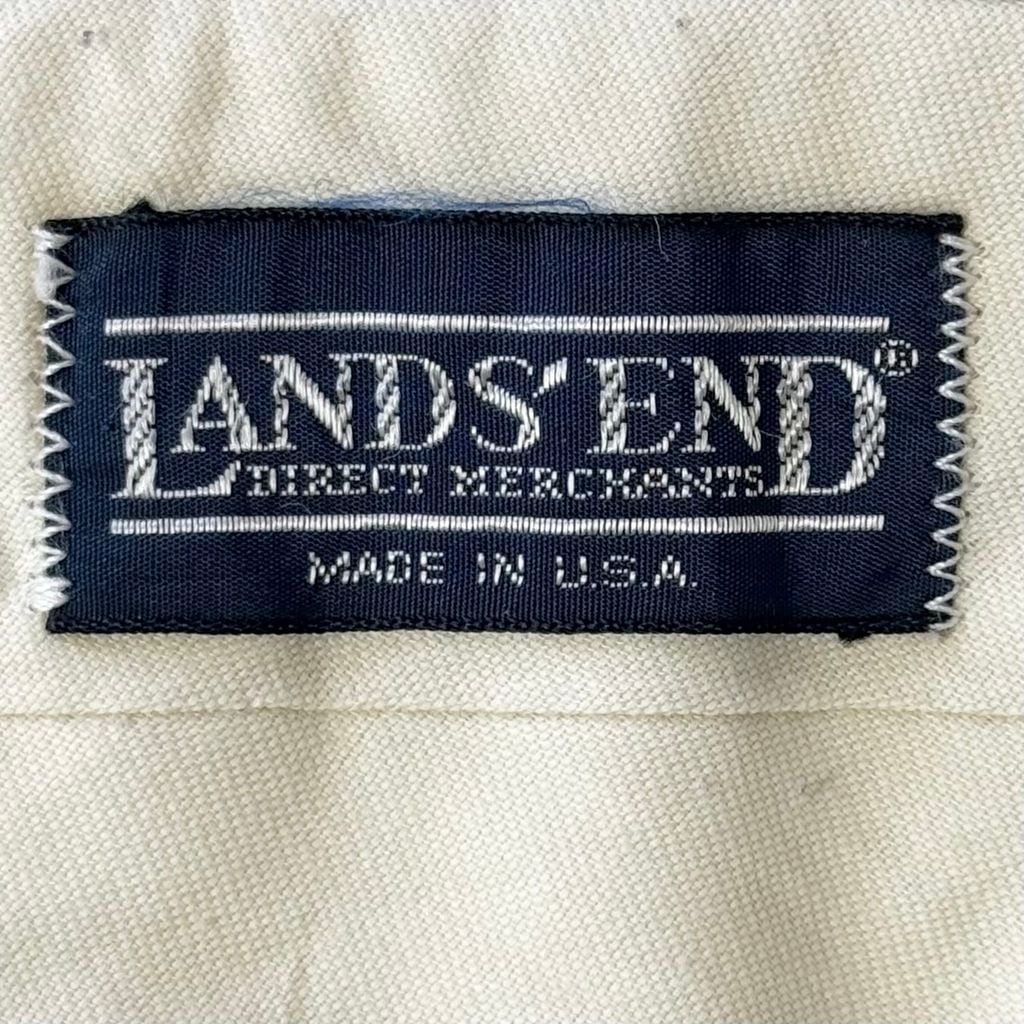 LANDS' END®
DIRECT MERCHANTS
MADE IN U.S.A.